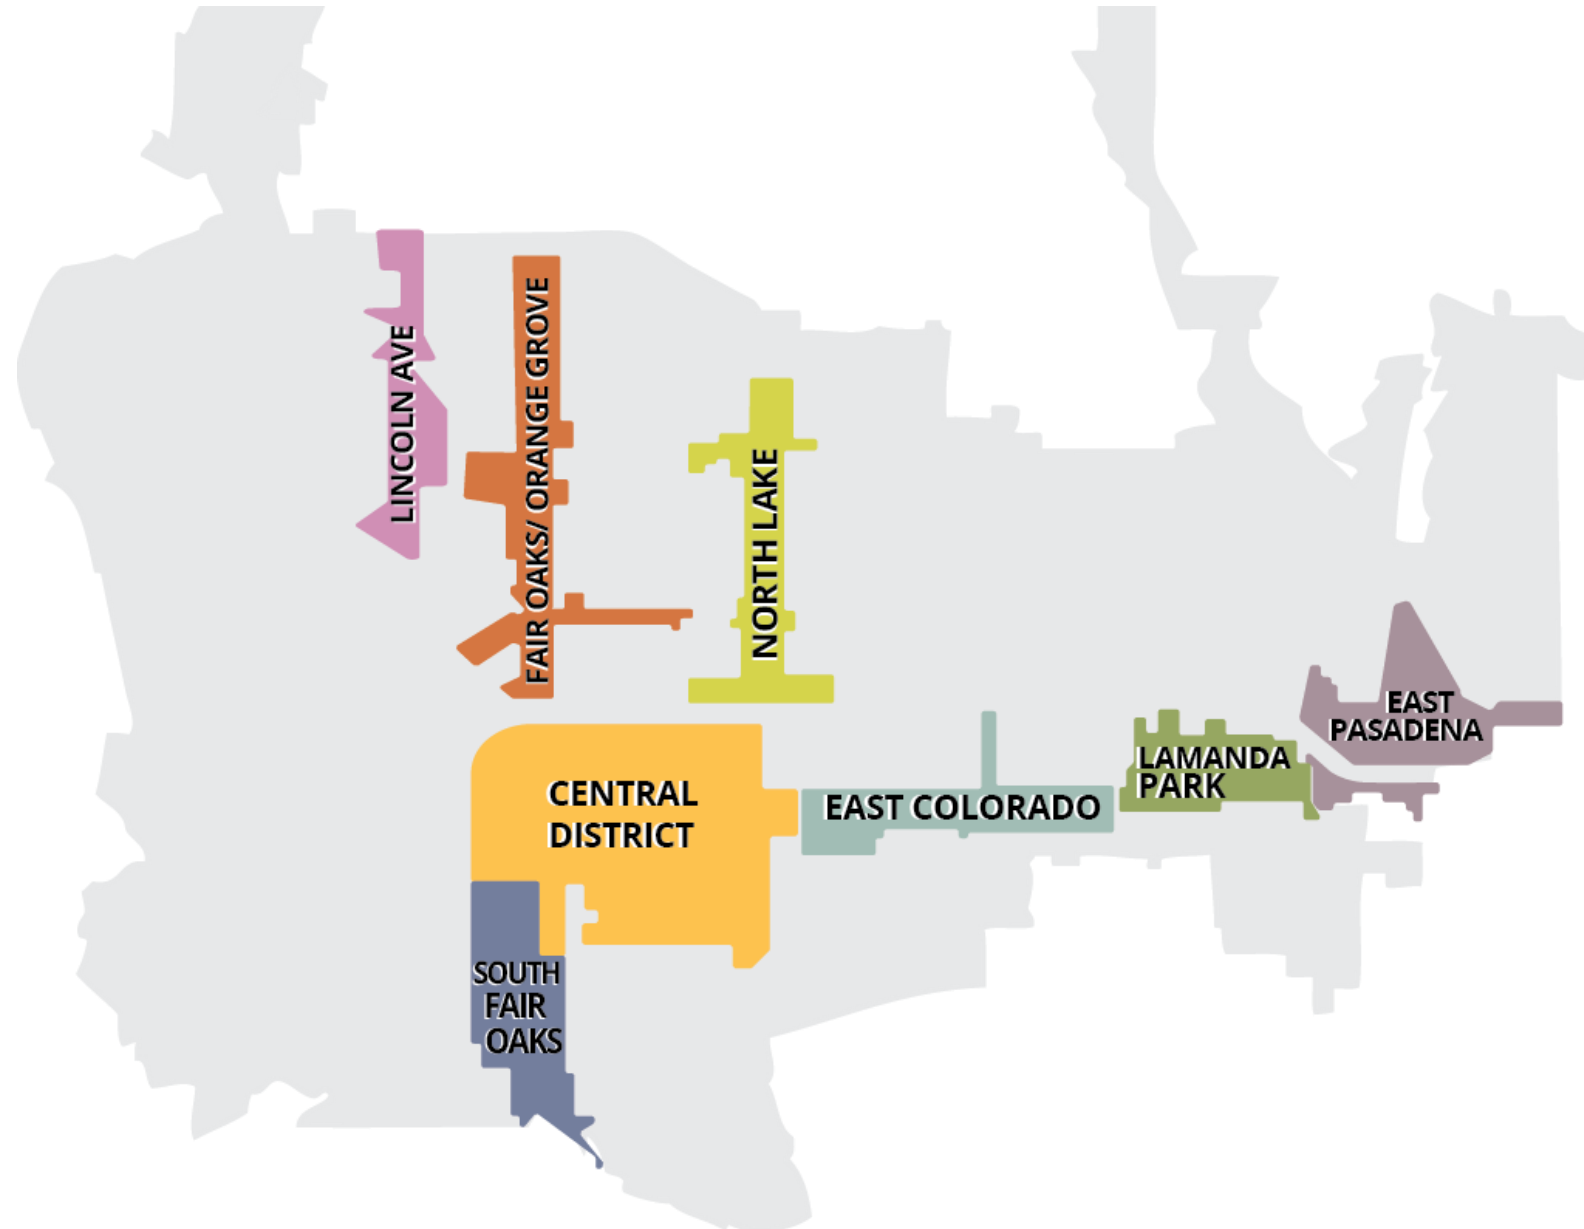 LINCOLN AVE
FAIR OAKS/ ORANGE GROVE
NORTH LAKE
EAST
PASADENA
LAMANDA
PARK
CENTRAL
DISTRICT
EAST COLORADO
SOUTH
FAIR
OAKS